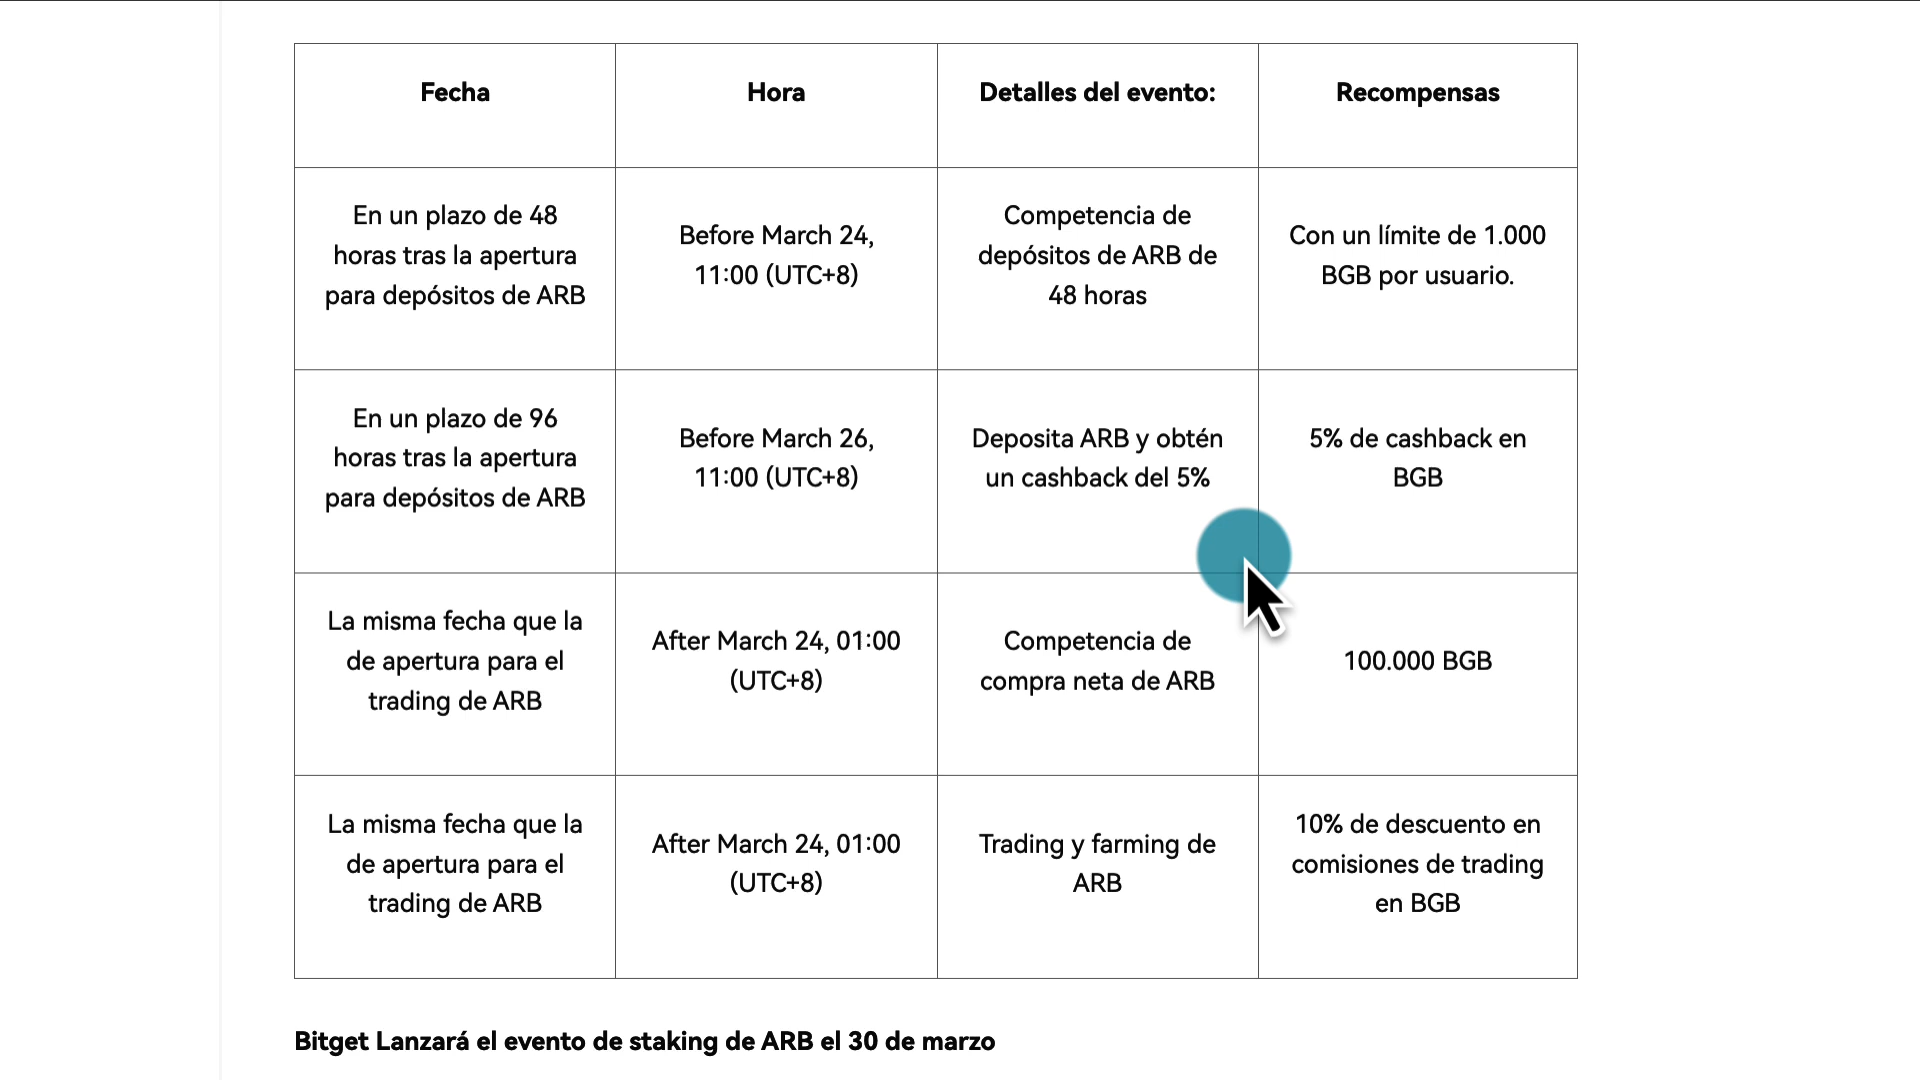 Fecha
Hora
Detalles del evento:
Recompensas
En un plazo de 48
horas tras la apertura
para depósitos de ARB
Before March 24,
11:00 (UTC+8)
Competencia de
depósitos de ARB de
48 horas
Con un límite de 1.000
BGB por usuario.
En un plazo de 96
horas tras la apertura
para depósitos de ARB
Before March 26,
11:00 (UTC+8)
Deposita ARB y obtén
un cashback del 5%
5% de cashback en
BGB
La misma fecha que la
de apertura para el
trading de ARB
After March 24, 01:00
(UTC+8)
Competencia de
compra neta de ARB
100.000 BGB
La misma fecha que la
de apertura para el
trading de ARB
After March 24, 01:00
(UTC+8)
Trading y farming de
ARB
10% de descuento en
comisiones de trading
en BGB
Bitget Lanzará el evento de staking de ARB el 30 de marzo